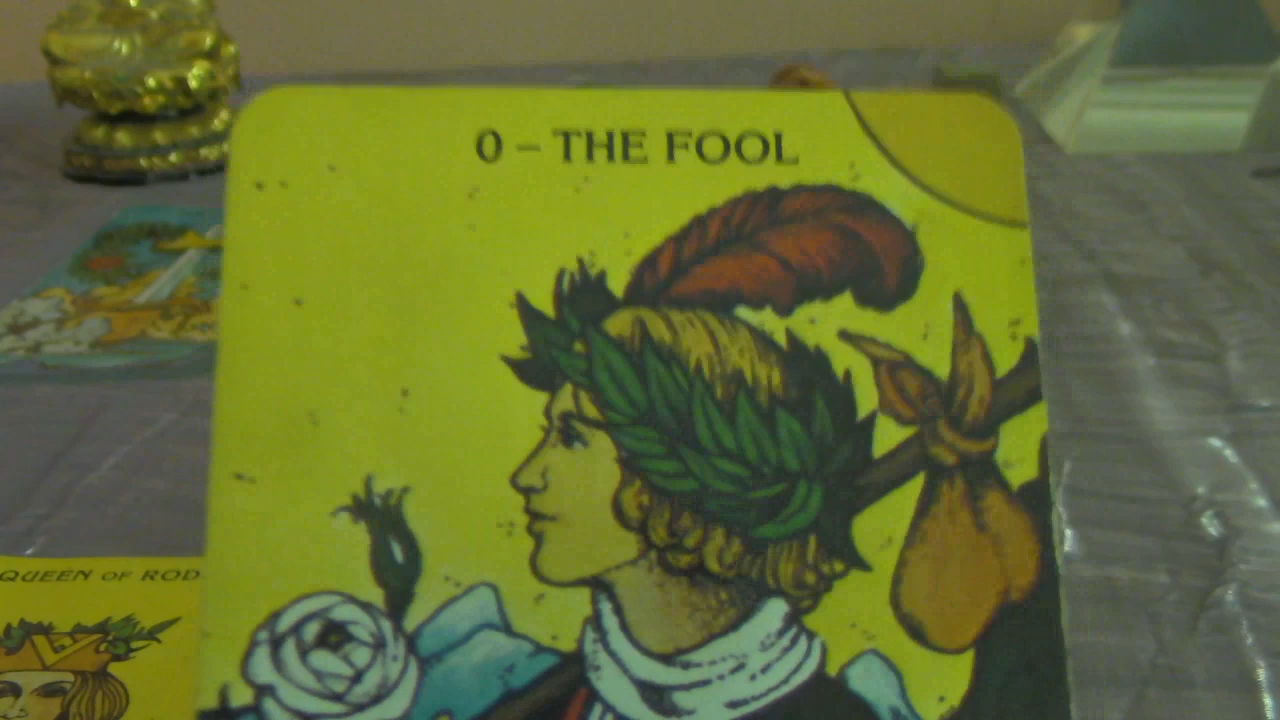 0 – THE FOOL
QUEEN OF ROD